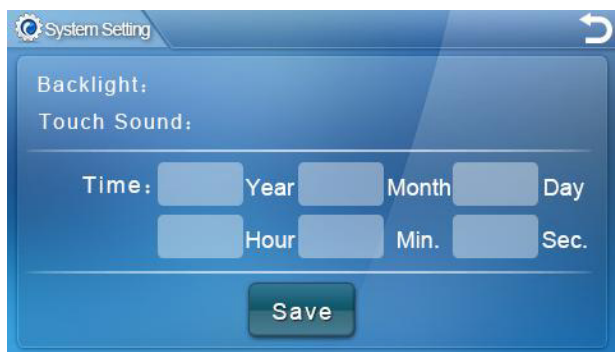 System Setting
Backlight:
Touch Sound:
Time: Year Month Day
Hour Min. Sec.
Save